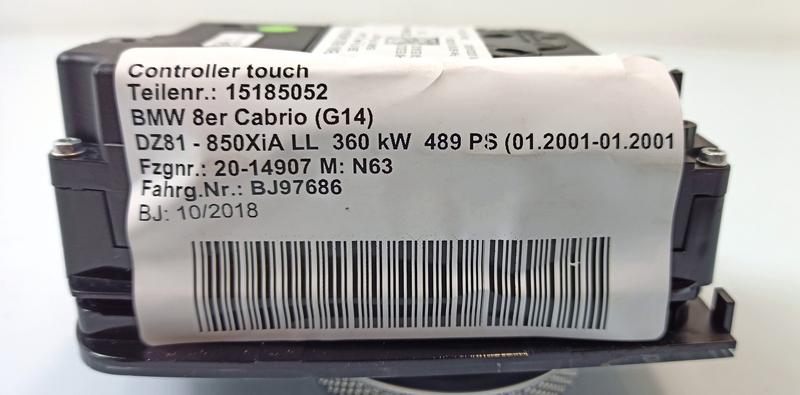 Controller touch
Teilenr.: 15185052
BMW 8er Cabrio (G14)
DZ81 - 850XiA LL 360 kW 489 PS (01.2001-01.2001
Fzgnr.: 20-14907 M: N63
Fahrg.Nr.: BJ97686
BJ: 10/2018